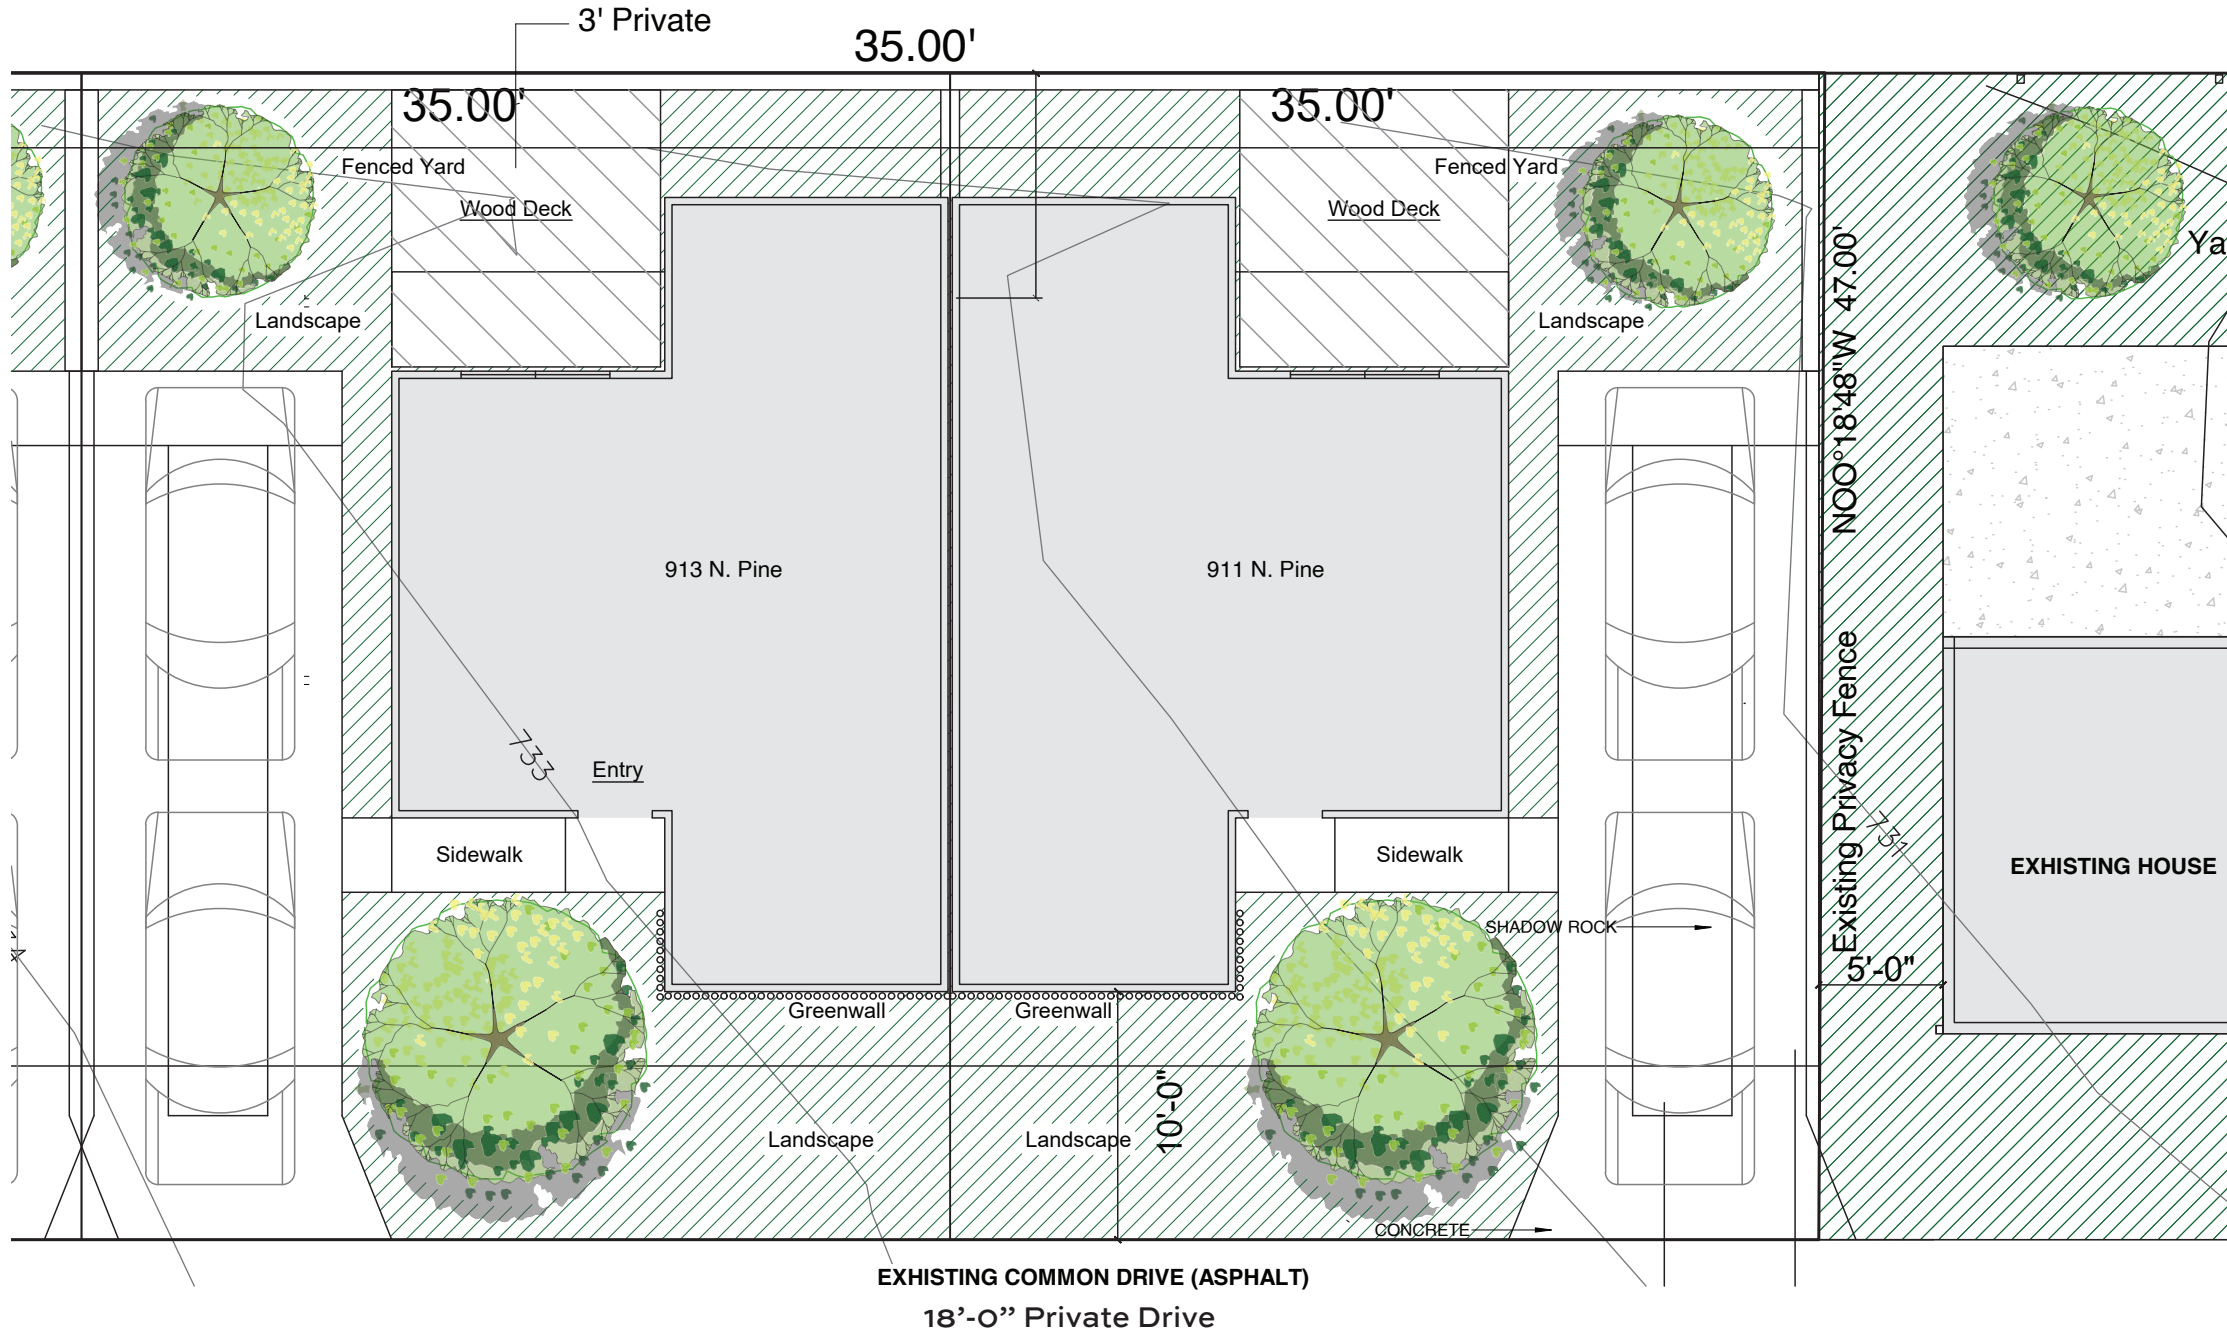 3' Private
35.00'
35.00'
35.00'
Fenced Yard
Fenced Yard
Wood Deck
Wood Deck
Landscape
Landscape
NOO°18'48"W 47.00'
913 N. Pine
911 N. Pine
733
Entry
Existing Privacy Fence
731
Sidewalk
Sidewalk
EXHISTING HOUSE
SHADOW ROCK
5'-0"
Greenwall
Greenwall
10'-0"
Landscape
Landscape
CONCRETE
EXHISTING COMMON DRIVE (ASPHALT)
18'-0" Private Drive